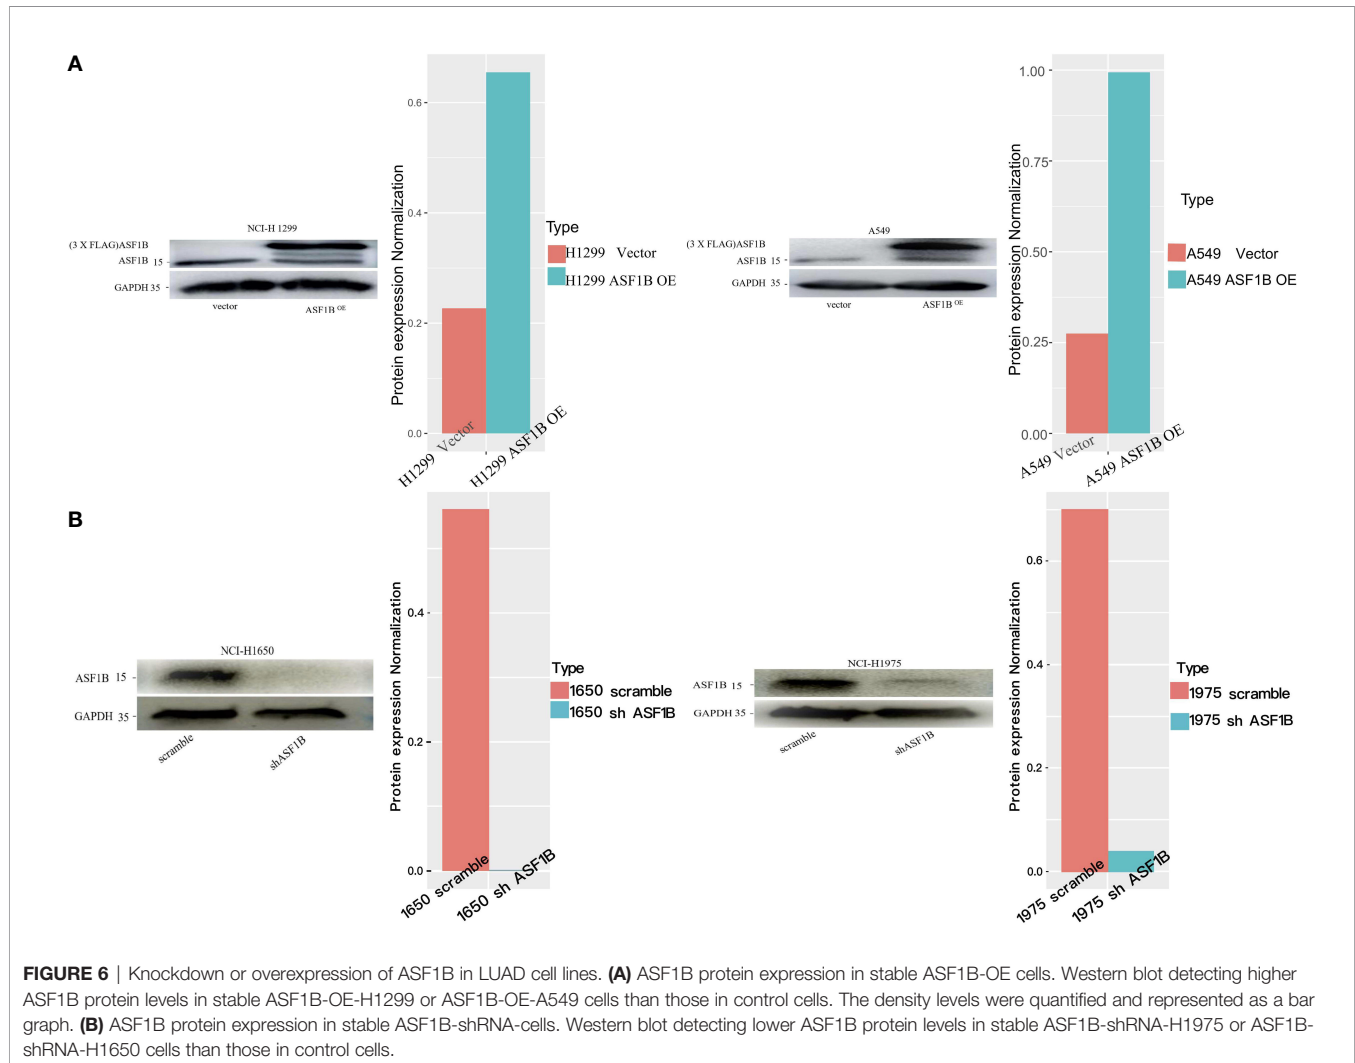 A
NCI-H 1299
(3 X FLAG)ASF1B
ASF1B 15
GAPDH 35
vector
ASF1B OE
Protein eexpression Normalization
0.6
0.4
0.2
0.0
H1299 Vector
H1299 ASF1B OE
Type
H1299 Vector
H1299 ASF1B OE
A549
(3 X FLAG)ASF1B
ASF1B 15
GAPDH 35
vector
ASF1B OE
Protein expression Normalization
1.00
0.75
0.50
0.25
0.00
A549 Vector
A549 ASF1B OE
Type
A549 Vector
A549 ASF1B OE
B
NCI-H1650
ASF1B 15
GAPDH 35
scramble
shASF1B
Protein expression Normalization
0.4
0.2
0.0
1650 scramble
1650 sh ASF1B
Type
1650 scramble
1650 sh ASF1B
NCI-H1975
ASF1B 15
GAPDH 35
scramble
shASF1B
Protein expression Normalization
0.6
0.4
0.2
0.0
1975 scramble
1975 sh ASF1B
Type
1975 scramble
1975 sh ASF1B
FIGURE 6 | Knockdown or overexpression of ASF1B in LUAD cell lines. (A) ASF1B protein expression in stable ASF1B-OE cells. Western blot detecting higher
ASF1B protein levels in stable ASF1B-OE-H1299 or ASF1B-OE-A549 cells than those in control cells. The density levels were quantified and represented as a bar
graph. (B) ASF1B protein expression in stable ASF1B-shRNA-cells. Western blot detecting lower ASF1B protein levels in stable ASF1B-shRNA-H1975 or ASF1B-
shRNA-H1650 cells than those in control cells.